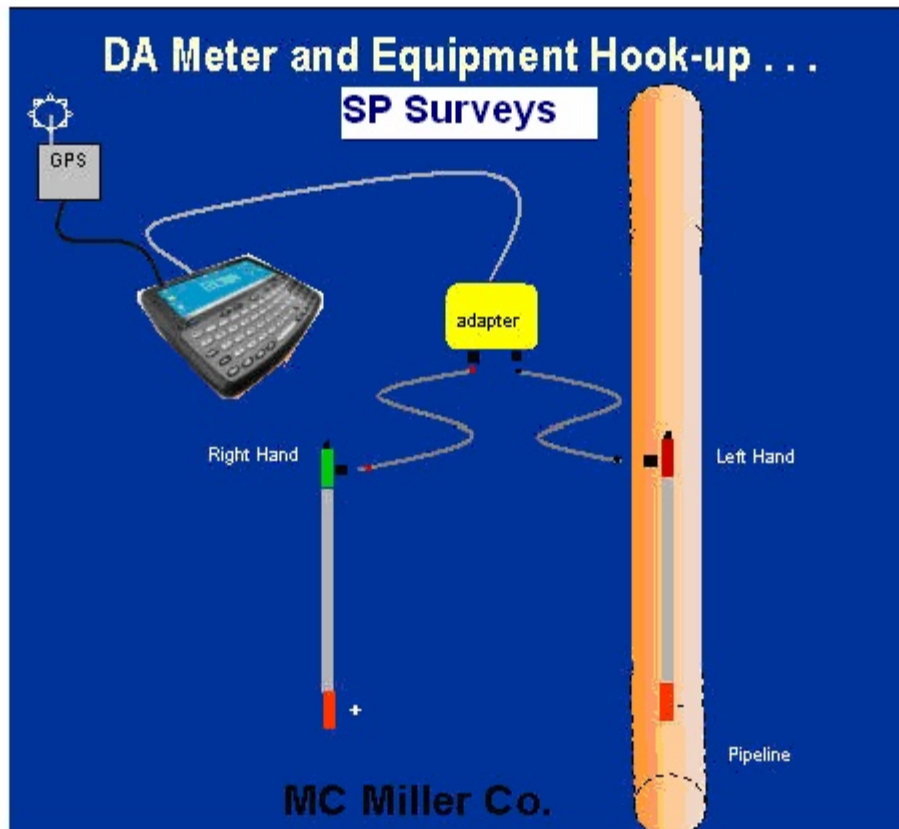 DA Meter and Equipment Hook-up . . .
SP Surveys
GPS
adapter
Right Hand
Left Hand
+
-
Pipeline
MC Miller Co.